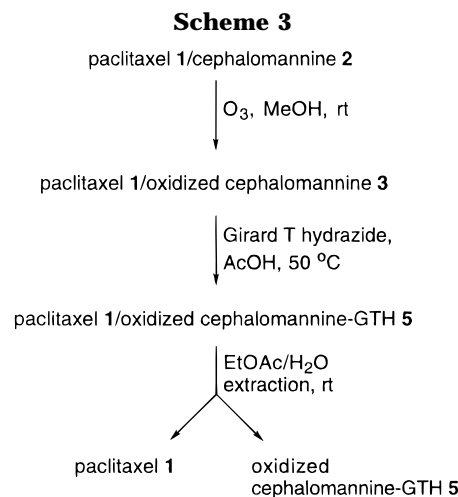 Scheme 3
paclitaxel 1/cephalomannine 2
O₃, MeOH, rt
paclitaxel 1/oxidized cephalomannine 3
Girard T hydrazide,
AcOH, 50 °C
paclitaxel 1/oxidized cephalomannine-GTH 5
EtOAc/H₂O
extraction, rt
paclitaxel 1
oxidized
cephalomannine-GTH 5